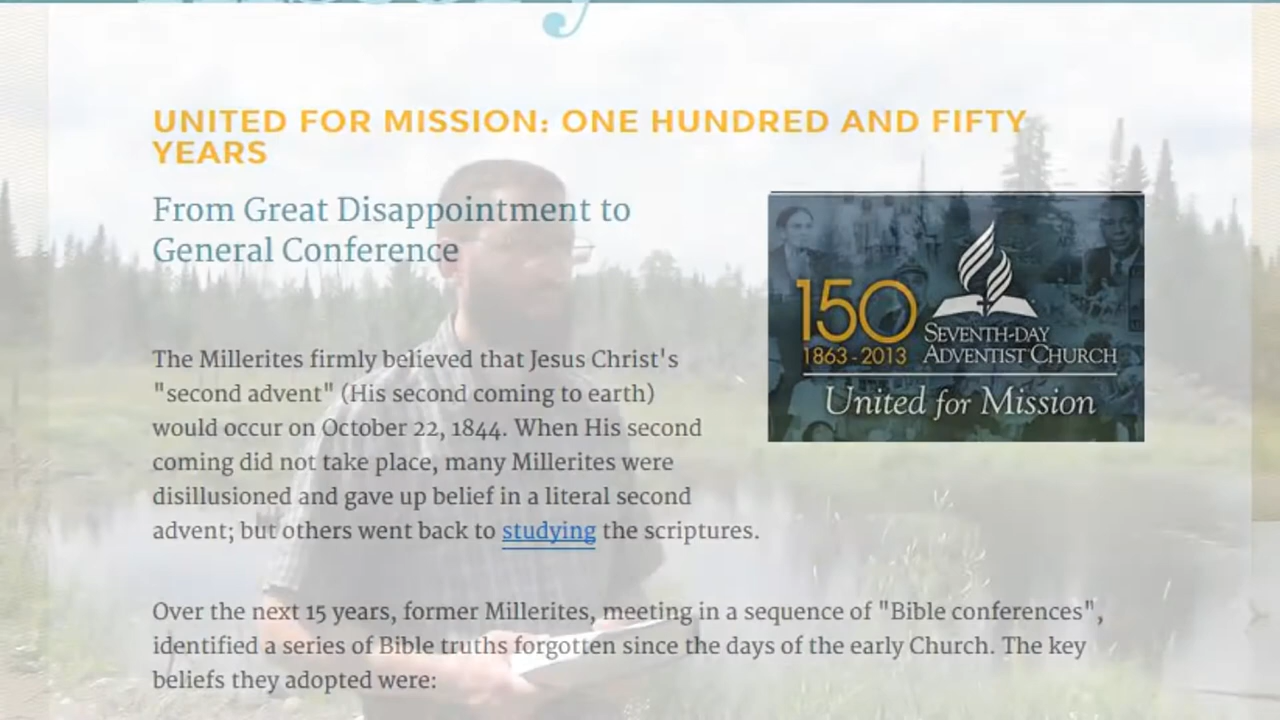 UNITED FOR MISSION: ONE HUNDRED AND FIFTY
YEARS
From Great Disappointment to
General Conference
150
1863-2013
SEVENTH-DAY
ADVENTIST CHURCH
United for Mission
The Millerites firmly believed that Jesus Christ's
"second advent" (His second coming to earth)
would occur on October 22, 1844. When His second
coming did not take place, many Millerites were
disillusioned and gave up belief in a literal second
advent; but others went back to studying the scriptures.
Over the next 15 years, former Millerites, meeting in a sequence of "Bible conferences",
identified a series of Bible truths forgotten since the days of the early Church. The key
beliefs they adopted were: